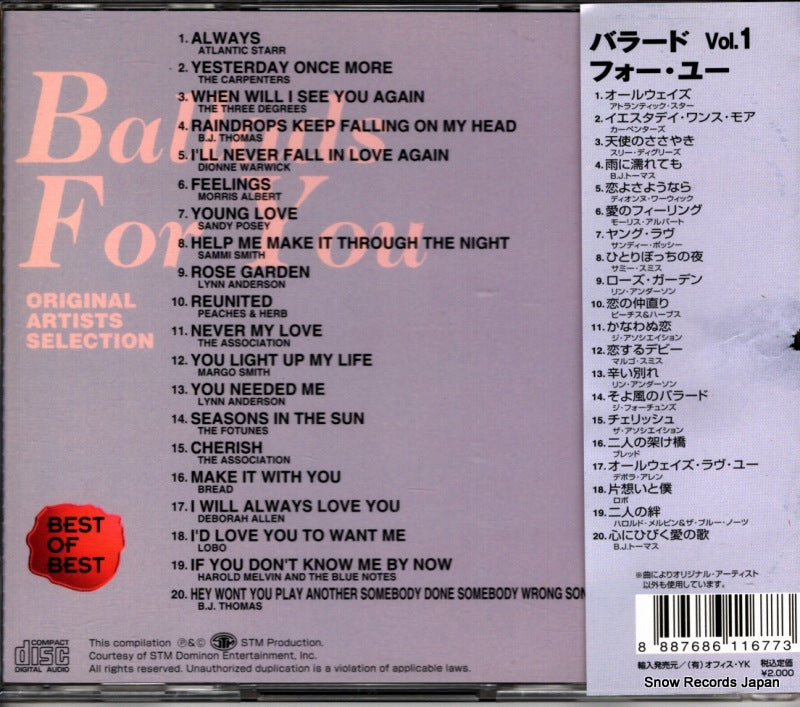 Ballads
For You
ORIGINAL
ARTISTS
SELECTION
1. ALWAYS
ATLANTIC STARR
2. YESTERDAY ONCE MORE
THE CARPENTERS
3. WHEN WILL I SEE YOU AGAIN
THE THREE DEGREES
4. RAINDROPS KEEP FALLING ON MY HEAD
B.J. THOMAS
5. I'LL NEVER FALL IN LOVE AGAIN
DIONNE WARWICK
6. FEELINGS
MORRIS ALBERT
7. YOUNG LOVE
SANDY POSEY
8. HELP ME MAKE IT THROUGH THE NIGHT
SAMMI SMITH
9. ROSE GARDEN
LYNN ANDERSON
10. REUNITED
PEACHES & HERB
11. NEVER MY LOVE
THE ASSOCIATION
12. YOU LIGHT UP MY LIFE
MARGO SMITH
13. YOU NEEDED ME
LYNN ANDERSON
14. SEASONS IN THE SUN
THE FOTUNES
15. CHERISH
THE ASSOCIATION
16. MAKE IT WITH YOU
BREAD
17. I WILL ALWAYS LOVE YOU
DEBORAH ALLEN
18. I'D LOVE YOU TO WANT ME
LOBO
19. IF YOU DON'T KNOW ME BY NOW
HAROLD MELVIN AND THE BLUE NOTES
20. HEY WONT YOU PLAY ANOTHER SOMEBODY DONE SOMEBODY WRONG SON
B.J. THOMAS
BEST
OF
BEST
COMPACT
disc
DIGITAL AUDIO
This compilation ℗&© STM STM Production.
Courtesy of STM Dominon Entertainment, Inc.
All rights reserved. Unauthorized duplication is a violation of applicable laws.
バラード Vol.1
フォー・ユー
1. オールウェイズ
アトランティック・スター
2. イエスタデイ・ワンス・モア
カーペンターズ
3. 天使のささやき
スリー・ディグリーズ
4. 雨に濡れても
B.J.トーマス
5. 恋よさようなら
ディオンヌ・ワーウィック
6. 愛のフィーリング
モーリス・アルバート
7. ヤング・ラヴ
サンディー・ポッシー
8. ひとりぼっちの夜
サミー・スミス
9. ローズ・ガーデン
リン・アンダーソン
10. 恋の仲直り
ピーチス&ハーブス
11. かなわぬ恋
ジ・アソシエイション
12. 恋するデビー
マルゴ・スミス
13. 辛い別れ
リン・アンダーソン
14. そよ風のバラード
ジ・フォーチュンズ
15. チェリッシュ
ザ・アソシエイション
16. 二人の架け橋
ブレッド
17. オールウェイズ・ラヴ・ユー
デボラ・アレン
18. 片想いと僕
ロボ
19. 二人の絆
ハロルド・メルビン&ザ・ブルー・ノーツ
20. 心にひびく愛の歌
B.J.トーマス
※曲によりオリジナル・アーティスト
以外も使用しています。
8 887686 116773
輸入発売元／(有)オフィス・YK 税込定価
¥2,000
Snow Records Japan